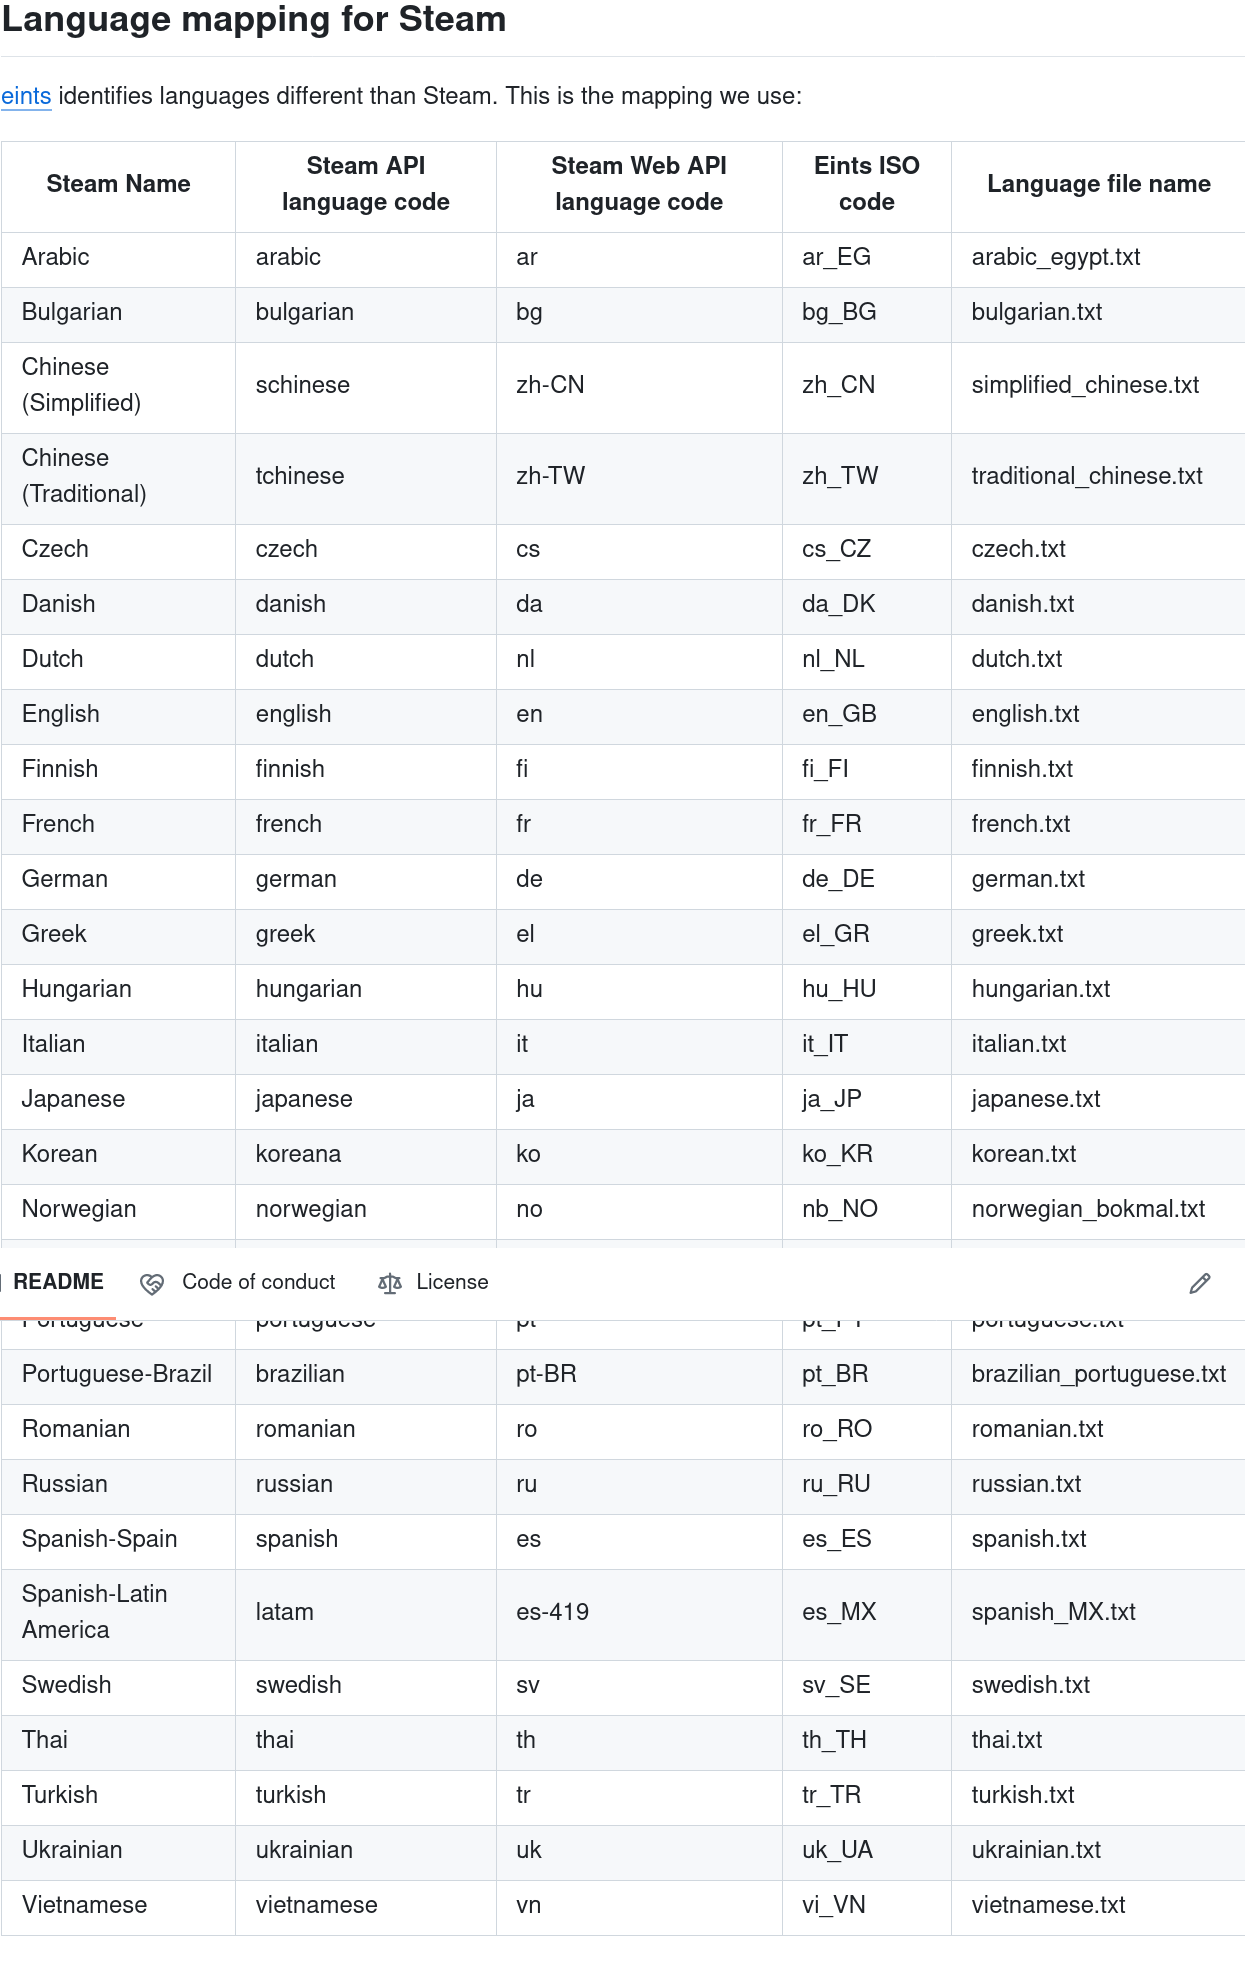 Language mapping for Steam
eints identifies languages different than Steam. This is the mapping we use:
Steam Name Steam API language code Steam Web API language code Eints ISO code Language file name
Arabic arabic ar ar_EG arabic_egypt.txt
Bulgarian bulgarian bg bg_BG bulgarian.txt
Chinese (Simplified) schinese zh-CN zh_CN simplified_chinese.txt
Chinese (Traditional) tchinese zh-TW zh_TW traditional_chinese.txt
Czech czech cs cs_CZ czech.txt
Danish danish da da_DK danish.txt
Dutch dutch nl nl_NL dutch.txt
English english en en_GB english.txt
Finnish finnish fi fi_FI finnish.txt
French french fr fr_FR french.txt
German german de de_DE german.txt
Greek greek el el_GR greek.txt
Hungarian hungarian hu hu_HU hungarian.txt
Italian italian it it_IT italian.txt
Japanese japanese ja ja_JP japanese.txt
Korean koreana ko ko_KR korean.txt
Norwegian norwegian no nb_NO norwegian_bokmal.txt
README Code of conduct License
Portuguese portuguese pt pt_PT portuguese.txt
Portuguese-Brazil brazilian pt-BR pt_BR brazilian_portuguese.txt
Romanian romanian ro ro_RO romanian.txt
Russian russian ru ru_RU russian.txt
Spanish-Spain spanish es es_ES spanish.txt
Spanish-Latin America latam es-419 es_MX spanish_MX.txt
Swedish swedish sv sv_SE swedish.txt
Thai thai th th_TH thai.txt
Turkish turkish tr tr_TR turkish.txt
Ukrainian ukrainian uk uk_UA ukrainian.txt
Vietnamese vietnamese vn vi_VN vietnamese.txt